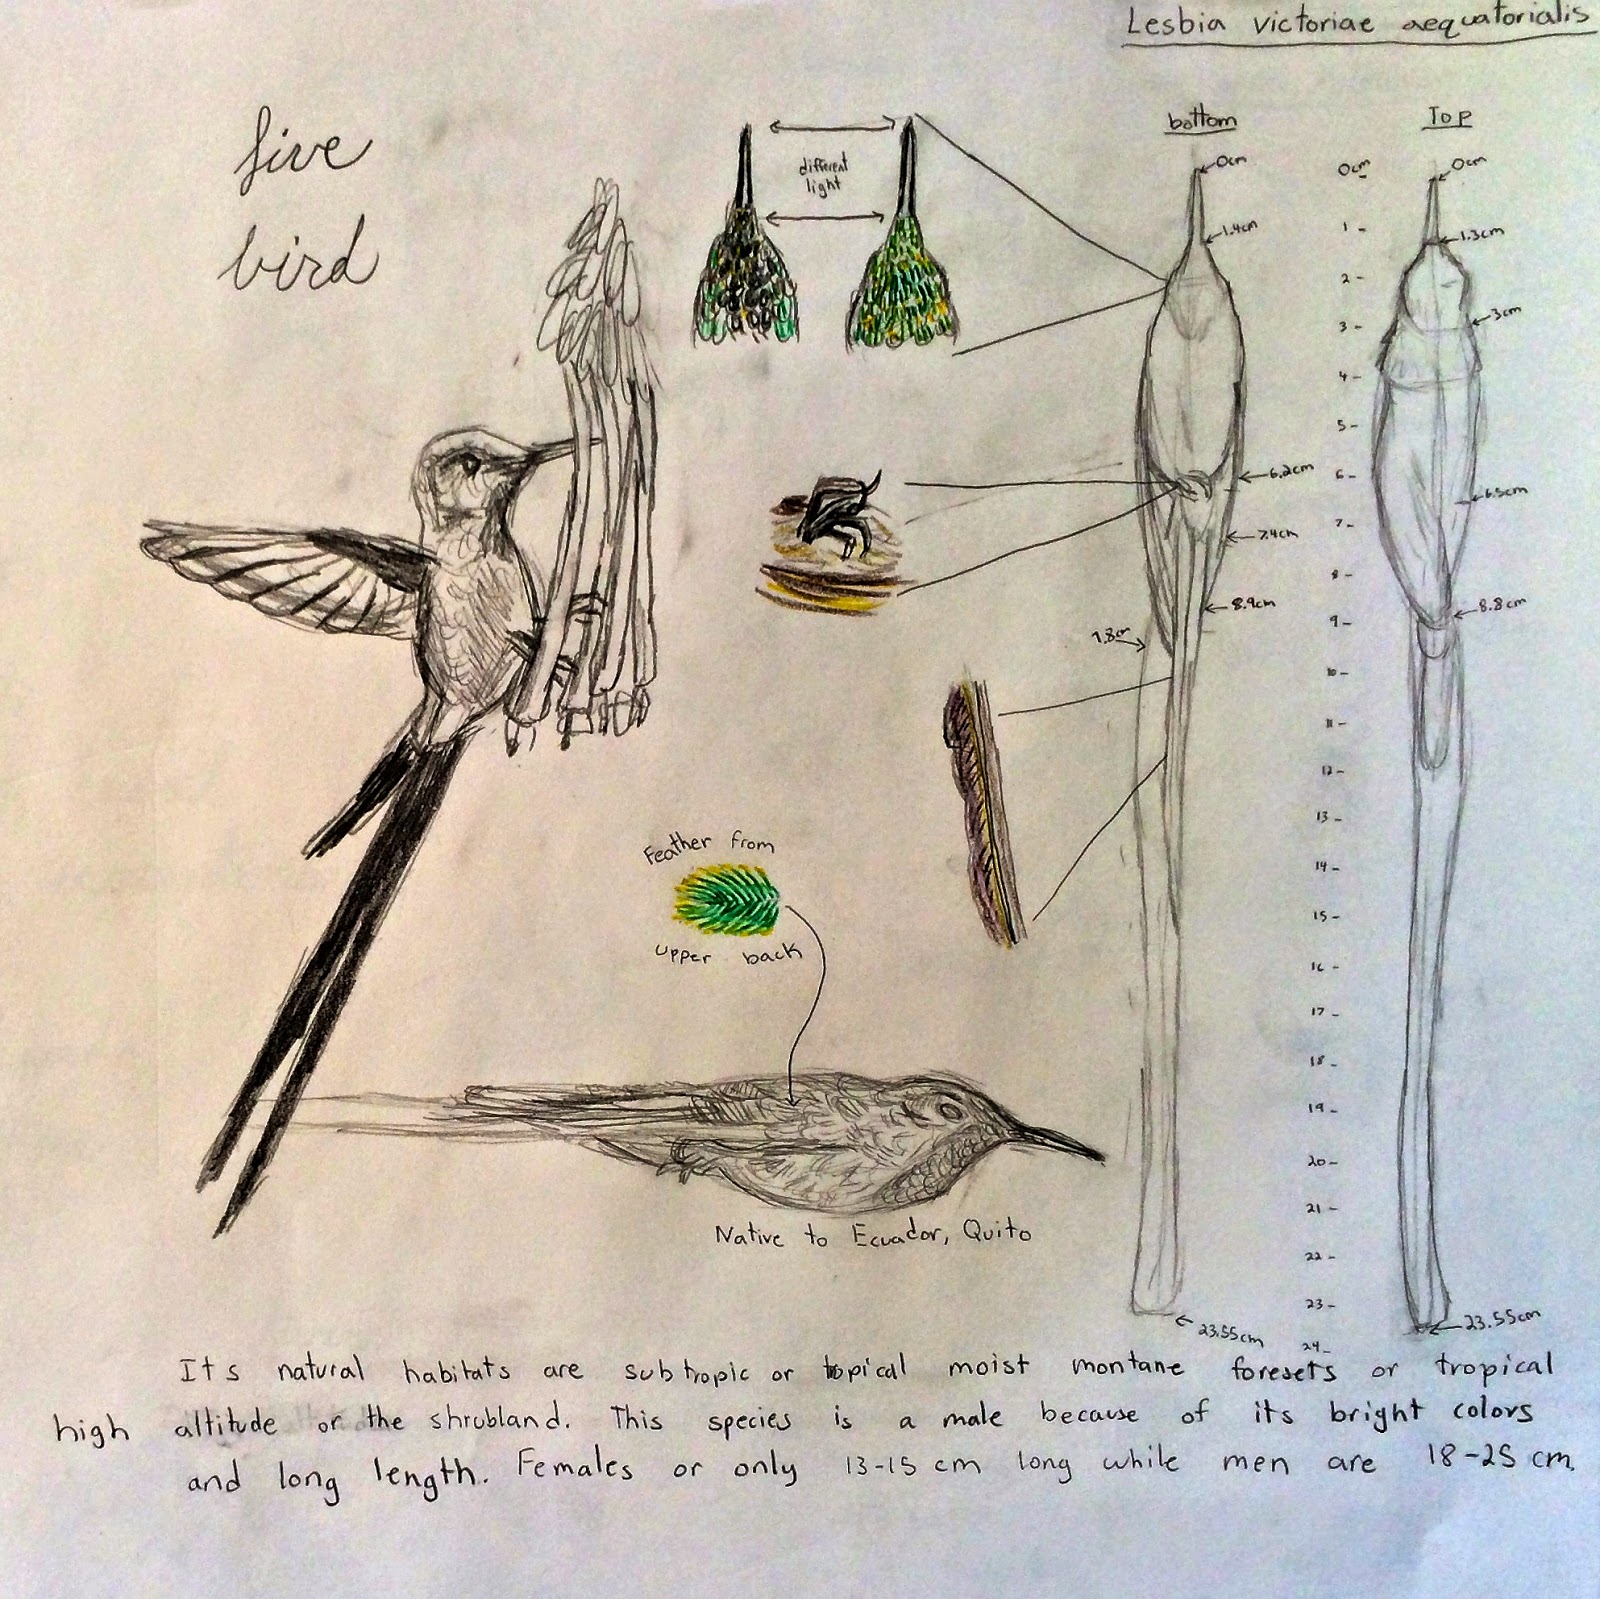 Lesbia victoriae aequatorialis
five
bird
different
light
bottom
0cm
1.4cm
6.2cm
7.4cm
8.9cm
1.8cm
23.55cm
0cm
1 -
2 -
3 -
4 -
5 -
6 -
7 -
8 -
9 -
10 -
11 -
12 -
13 -
14 -
15 -
16 -
17 -
18 -
19 -
20 -
21 -
22 -
23 -
24 -
Top
0cm
1.3cm
3cm
6.5cm
8.8cm
23.55cm
Feather from
upper back
Native to Ecuador, Quito
Its natural habitats are subtropic or topical moist montane foresets or tropical
high altitude or the shrubland. This species is a male because of its bright colors
and long length. Females or only 13-15 cm long while men are 18-25 cm.